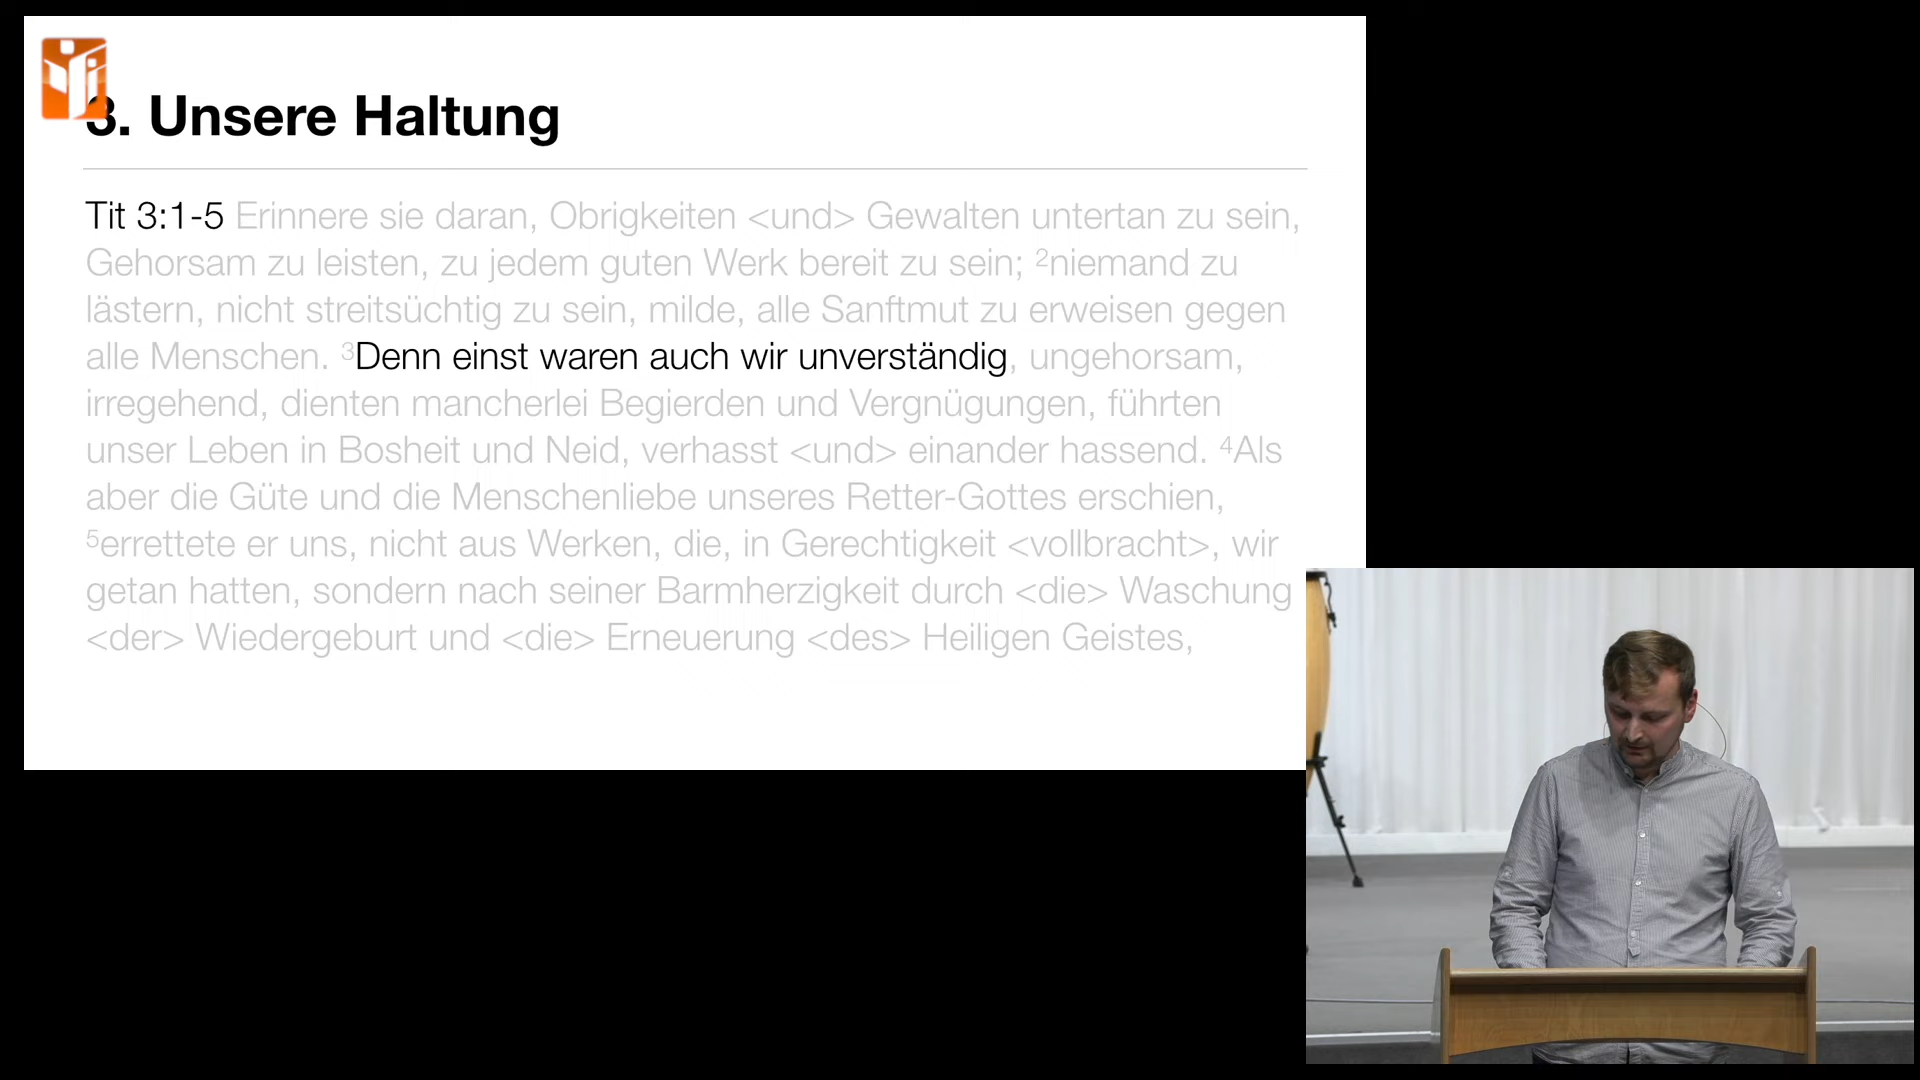 3. Unsere Haltung
Tit 3:1-5 Erinnere sie daran, Obrigkeiten <und> Gewalten untertan zu sein,
Gehorsam zu leisten, zu jedem guten Werk bereit zu sein; ²niemand zu
lästern, nicht streitsüchtig zu sein, milde, alle Sanftmut zu erweisen gegen
alle Menschen. ³Denn einst waren auch wir unverständig, ungehorsam,
irregehend, dienten mancherlei Begierden und Vergnügungen, führten
unser Leben in Bosheit und Neid, verhasst <und> einander hassend. ⁴Als
aber die Güte und die Menschenliebe unseres Retter-Gottes erschien,
⁵errettete er uns, nicht aus Werken, die, in Gerechtigkeit <vollbracht>, wir
getan hatten, sondern nach seiner Barmherzigkeit durch <die> Waschung
<der> Wiedergeburt und <die> Erneuerung <des> Heiligen Geistes,